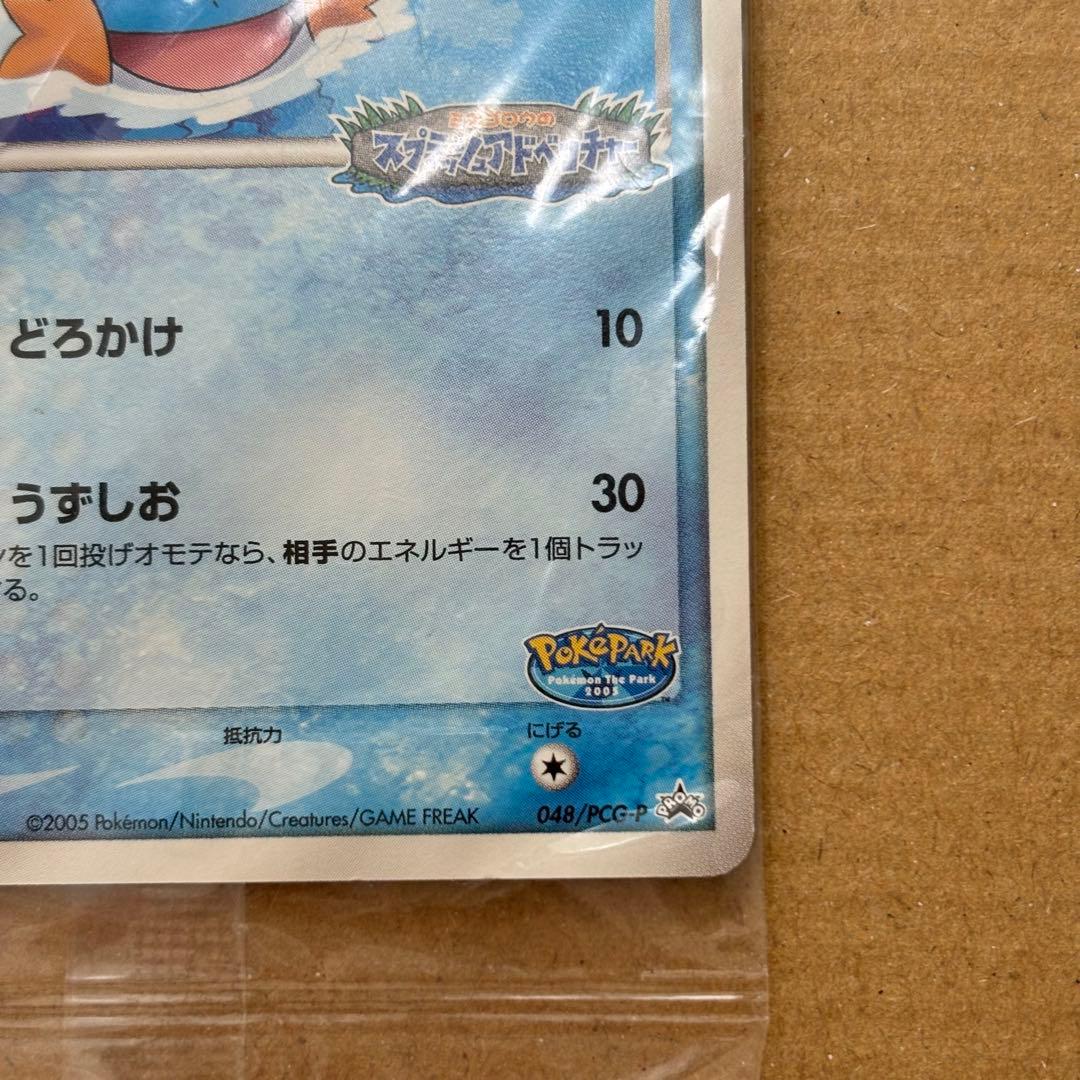 ミズゴロウの
スプラッシュアドベンチャー
どろかけ 10
うずしお 30
を1回投げオモテなら、相手のエネルギーを1個トラッ
る。
POKéPARK
Pokémon The Park
2005
™
抵抗力 にげる
©2005 Pokémon/Nintendo/Creatures/GAME FREAK 048/PCG-P PROMO